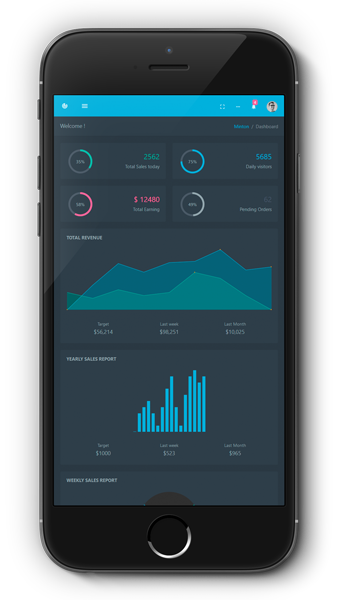 Welcome !
Minton / Dashboard
35%
2562
Total Sales today
75%
5685
Daily visitors
58%
$ 12480
Total Earning
49%
62
Pending Orders
TOTAL REVENUE
Target
Last week
Last Month
$56,214
$98,251
$10,025
YEARLY SALES REPORT
Target
Last week
Last Month
$1000
$523
$965
WEEKLY SALES REPORT